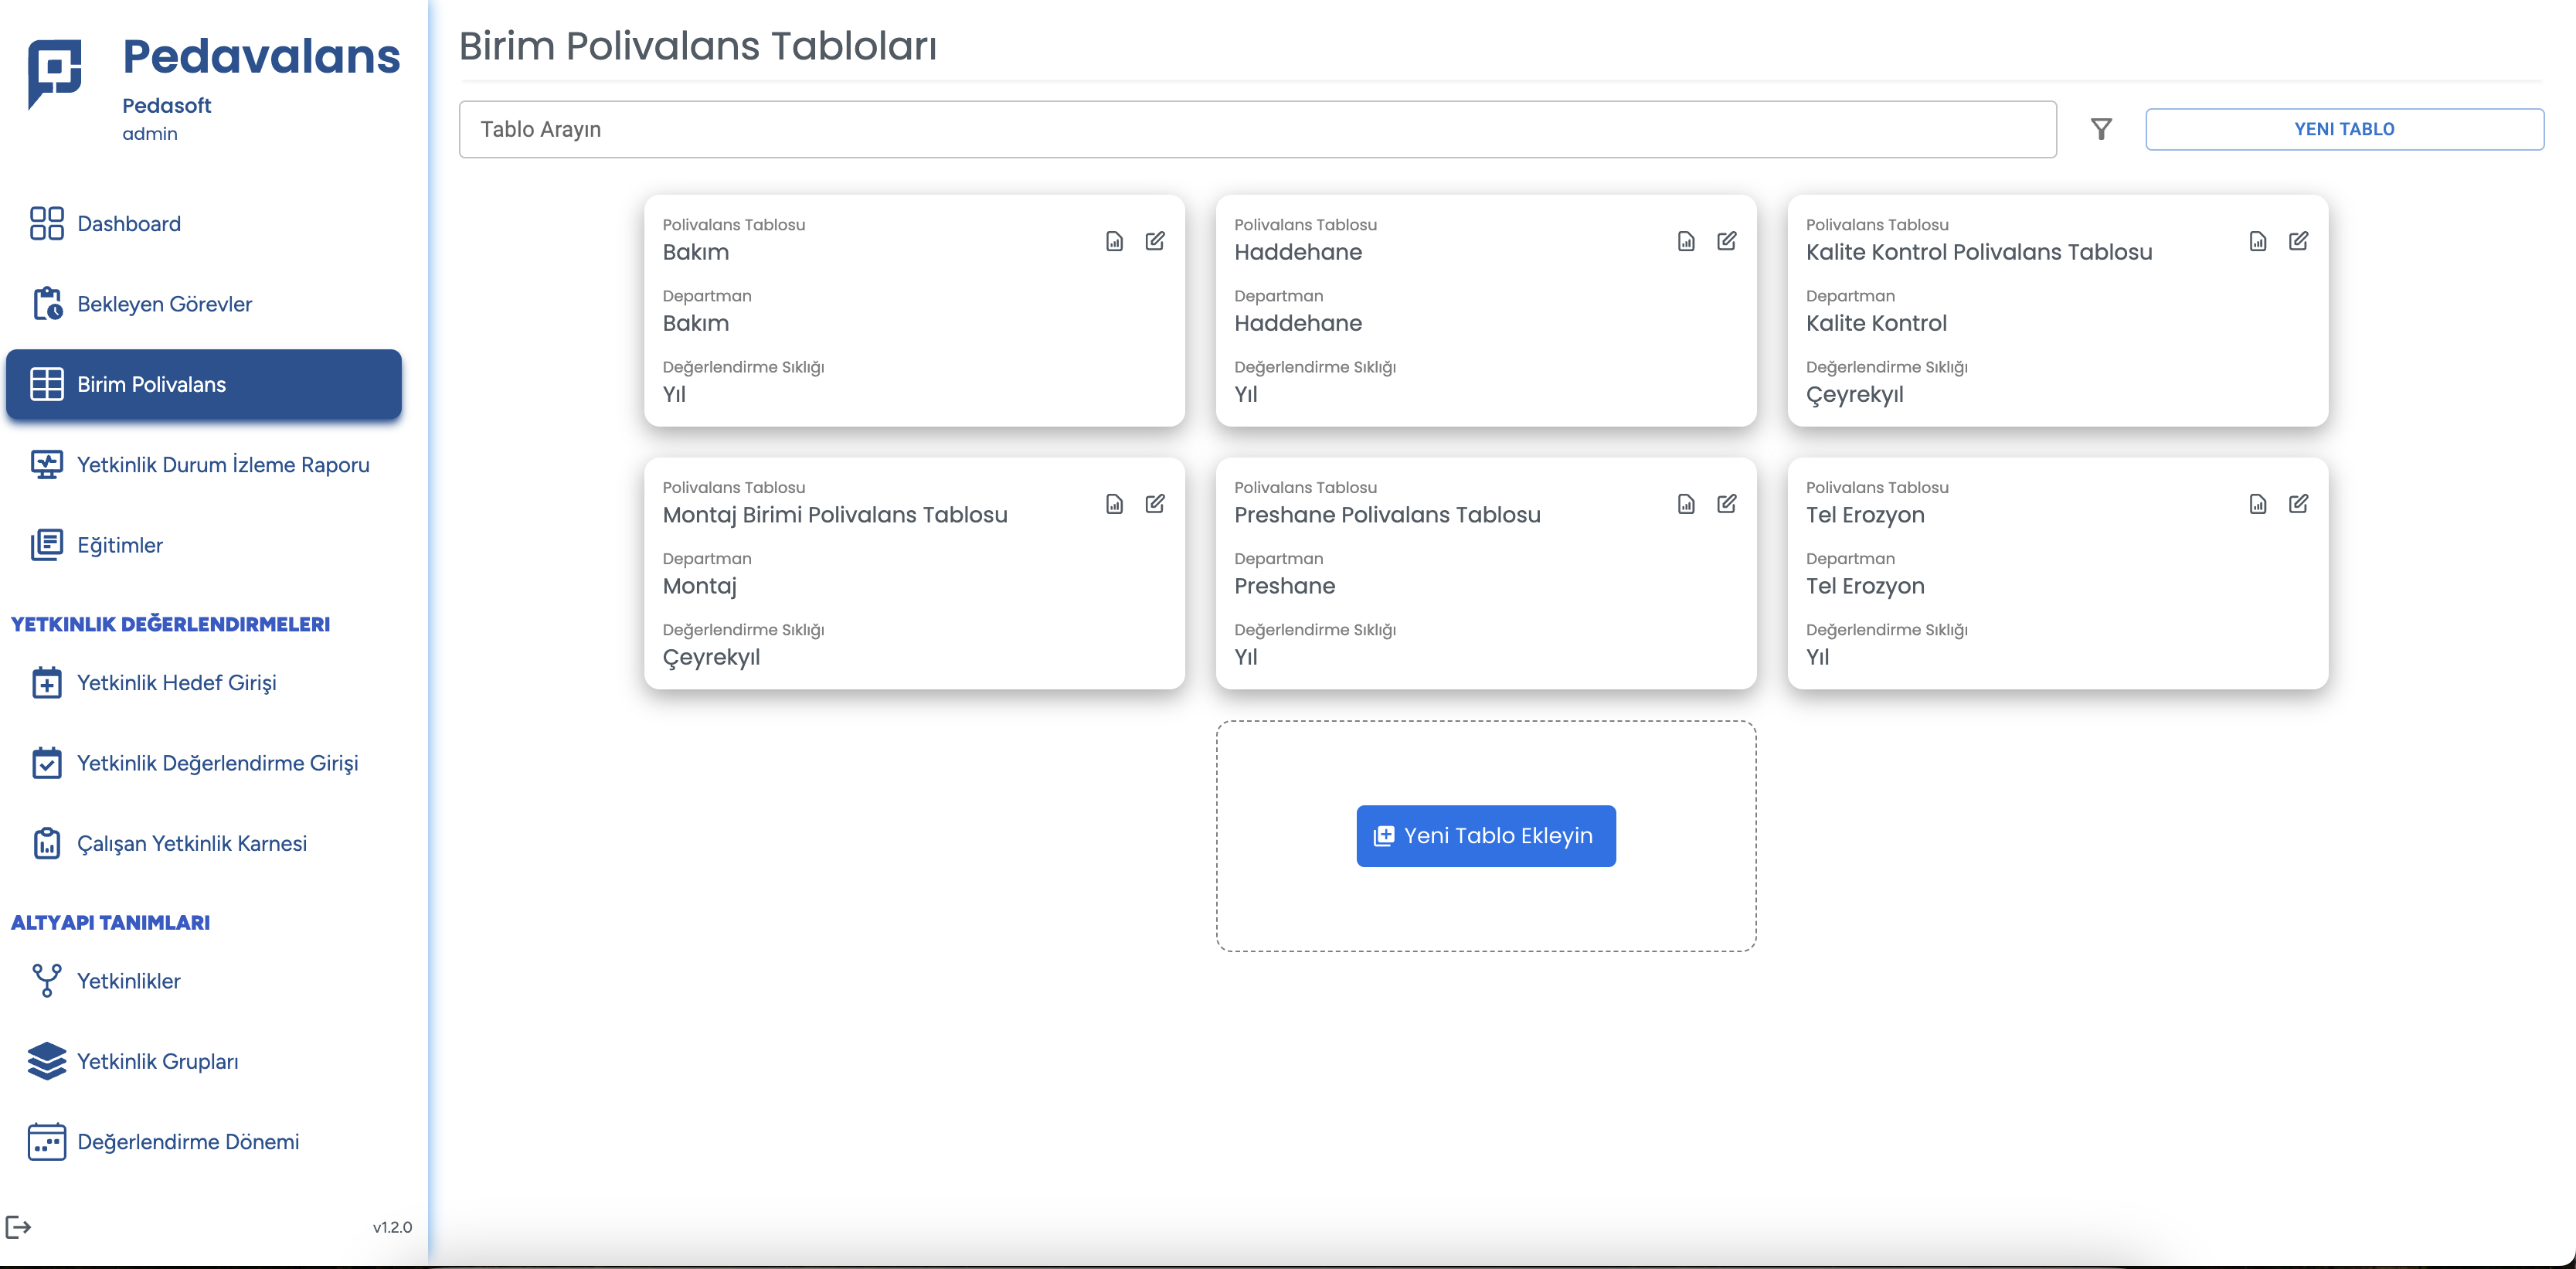 Pedavalans
Pedasoft
admin
Dashboard
Bekleyen Görevler
Birim Polivalans
Yetkinlik Durum İzleme Raporu
Eğitimler
YETKINLIK DEĞERLENDIRMELERI
Yetkinlik Hedef Girişi
Yetkinlik Değerlendirme Girişi
Çalışan Yetkinlik Karnesi
ALTYAPI TANIMLARI
Yetkinlikler
Yetkinlik Grupları
Değerlendirme Dönemi
v1.2.0
Birim Polivalans Tabloları
Tablo Arayın
YENI TABLO
Polivalans Tablosu
Bakım
Departman
Bakım
Değerlendirme Sıklığı
Yıl
Polivalans Tablosu
Haddehane
Departman
Haddehane
Değerlendirme Sıklığı
Yıl
Polivalans Tablosu
Kalite Kontrol Polivalans Tablosu
Departman
Kalite Kontrol
Değerlendirme Sıklığı
Çeyrekyıl
Polivalans Tablosu
Montaj Birimi Polivalans Tablosu
Departman
Montaj
Değerlendirme Sıklığı
Çeyrekyıl
Polivalans Tablosu
Preshane Polivalans Tablosu
Departman
Preshane
Değerlendirme Sıklığı
Yıl
Polivalans Tablosu
Tel Erozyon
Departman
Tel Erozyon
Değerlendirme Sıklığı
Yıl
Yeni Tablo Ekleyin